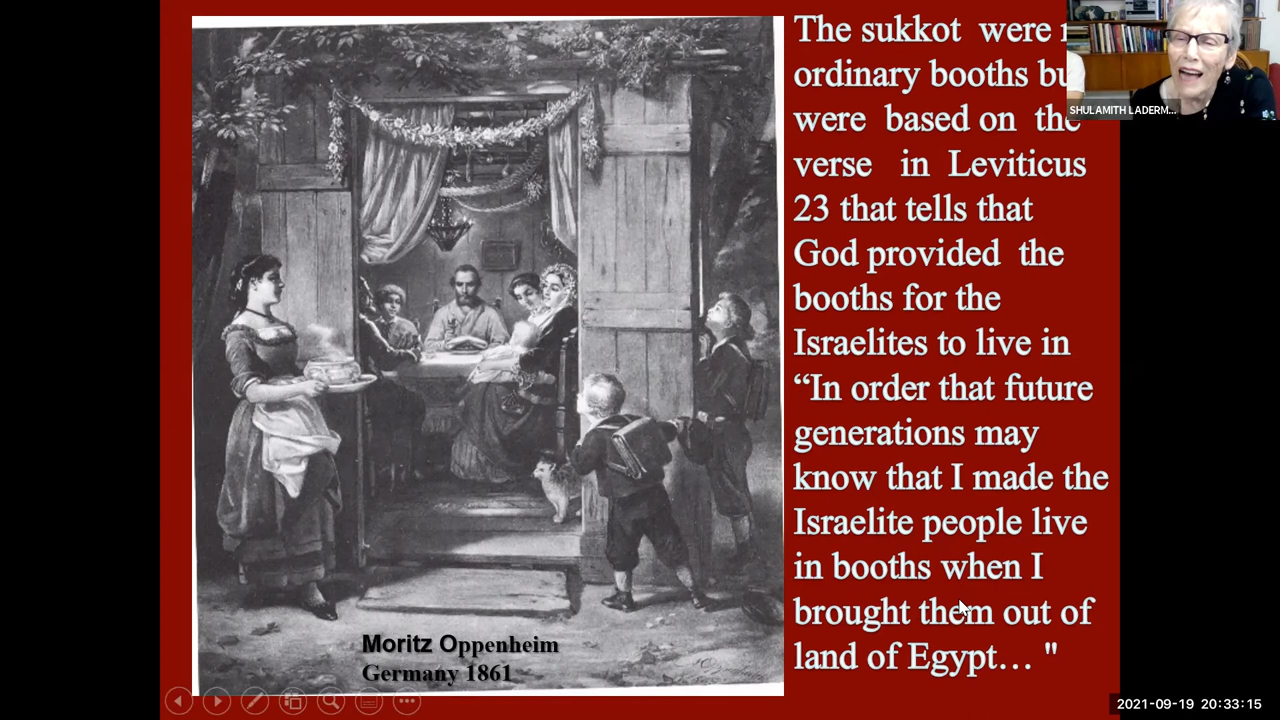 The sukkot were
ordinary booths
were based on the
verse in Leviticus
23 that tells that
God provided the
booths for the
Israelites to live in
“In order that future
generations may
know that I made the
Israelite people live
in booths when I
brought them out of
land of Egypt… "
SHULAMITH LADERM...
Moritz Oppenheim
Germany 1861
2021-09-19 20:33:15